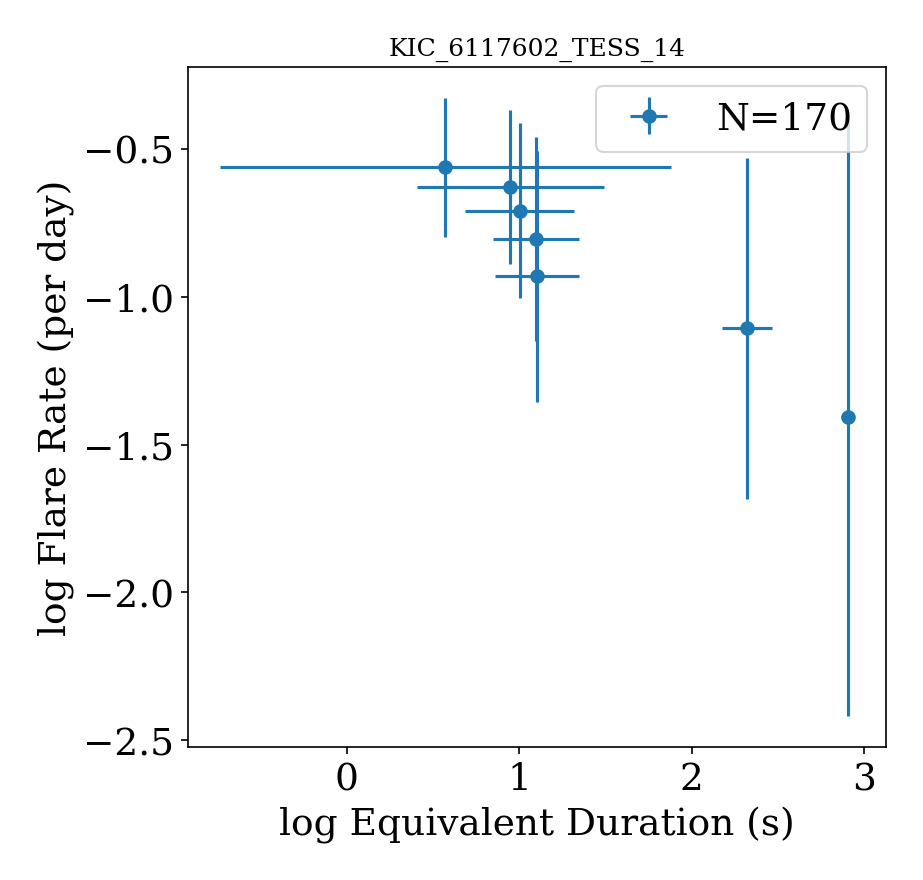 KIC_6117602_TESS_14
N=170
−0.5
−1.0
−1.5
−2.0
−2.5
log Flare Rate (per day)
0 1 2 3
log Equivalent Duration (s)